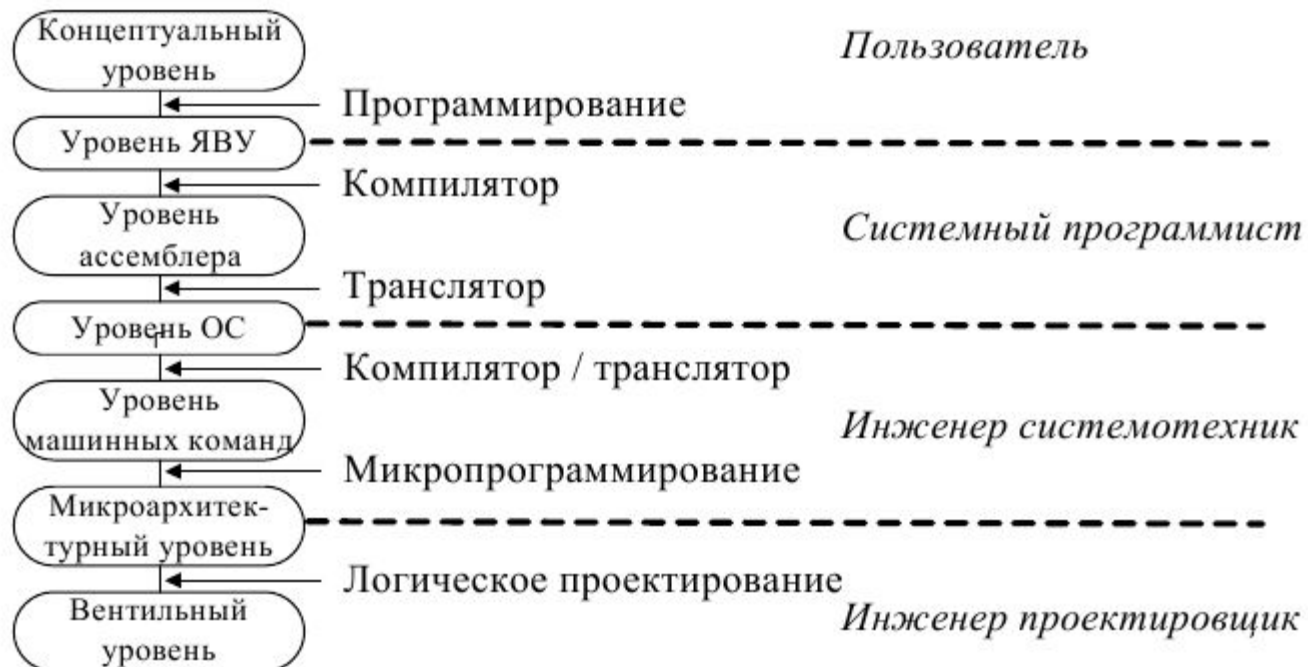 Концептуальный
уровень
Пользователь
Программирование
Уровень ЯВУ
Компилятор
Уровень
ассемблера
Системный программист
Транслятор
Уровень ОС
Компилятор / транслятор
Уровень
машинных команд
Инженер системотехник
Микропрограммирование
Микроархитек-
турный уровень
Логическое проектирование
Вентильный
уровень
Инженер проектировщик